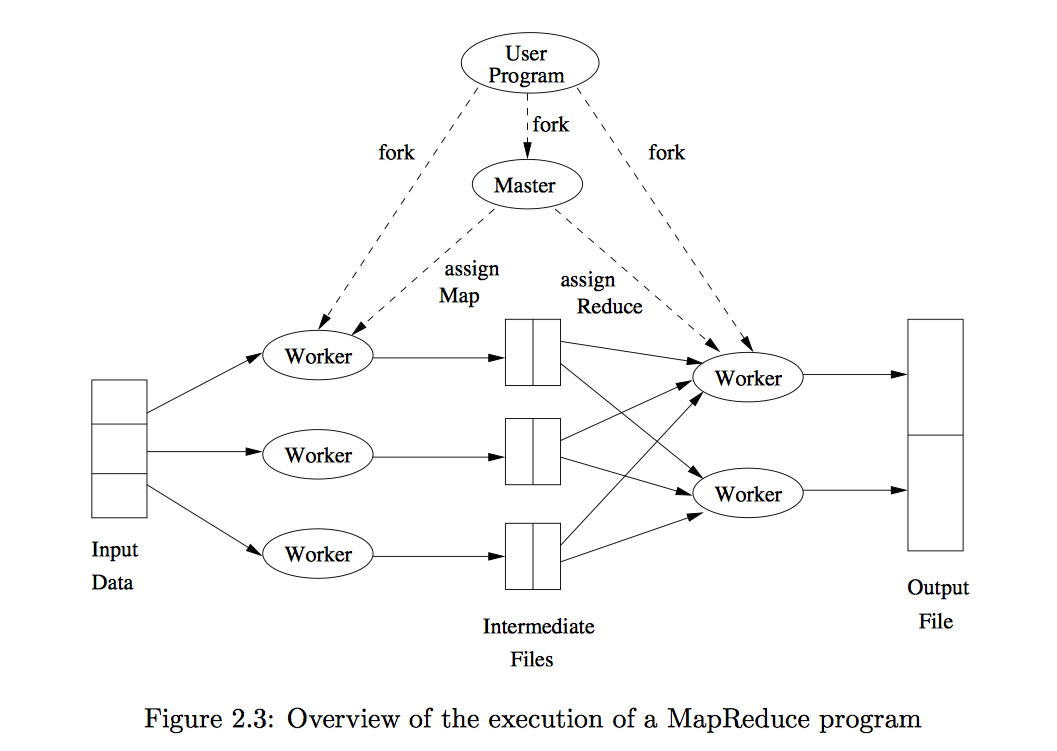 User
Program
fork
fork
fork
Master
assign
Map
assign
Reduce
Worker
Worker
Worker
Worker
Worker
Input
Data
Intermediate
Files
Output
File
Figure 2.3: Overview of the execution of a MapReduce program